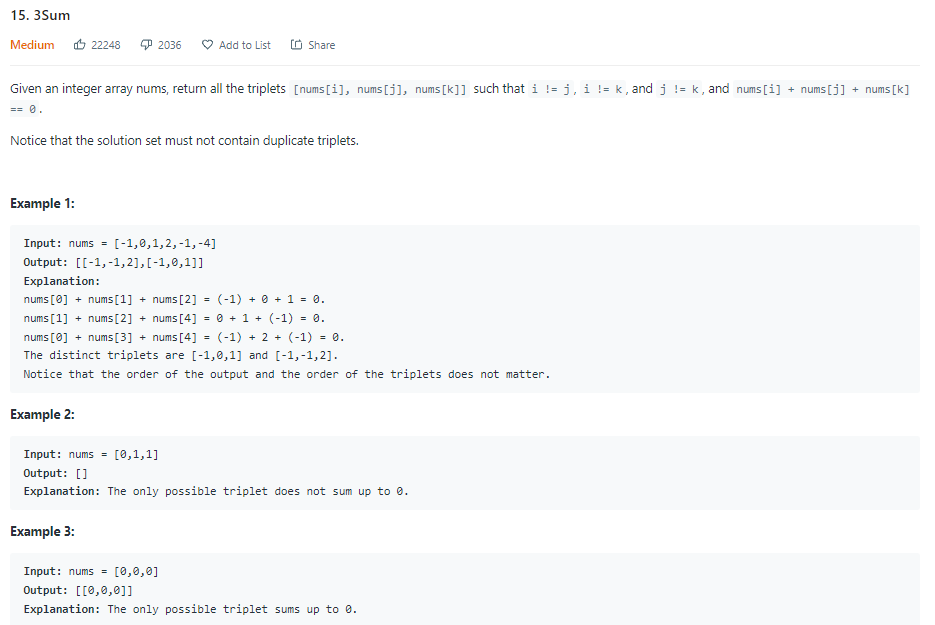 15. 3Sum
Medium 22248 2036 Add to List Share
Given an integer array nums, return all the triplets [nums[i], nums[j], nums[k]] such that i != j, i != k, and j != k, and nums[i] + nums[j] + nums[k]
== 0.
Notice that the solution set must not contain duplicate triplets.
Example 1:
Input: nums = [-1,0,1,2,-1,-4]
Output: [[-1,-1,2],[-1,0,1]]
Explanation:
nums[0] + nums[1] + nums[2] = (-1) + 0 + 1 = 0.
nums[1] + nums[2] + nums[4] = 0 + 1 + (-1) = 0.
nums[0] + nums[3] + nums[4] = (-1) + 2 + (-1) = 0.
The distinct triplets are [-1,0,1] and [-1,-1,2].
Notice that the order of the output and the order of the triplets does not matter.
Example 2:
Input: nums = [0,1,1]
Output: []
Explanation: The only possible triplet does not sum up to 0.
Example 3:
Input: nums = [0,0,0]
Output: [[0,0,0]]
Explanation: The only possible triplet sums up to 0.